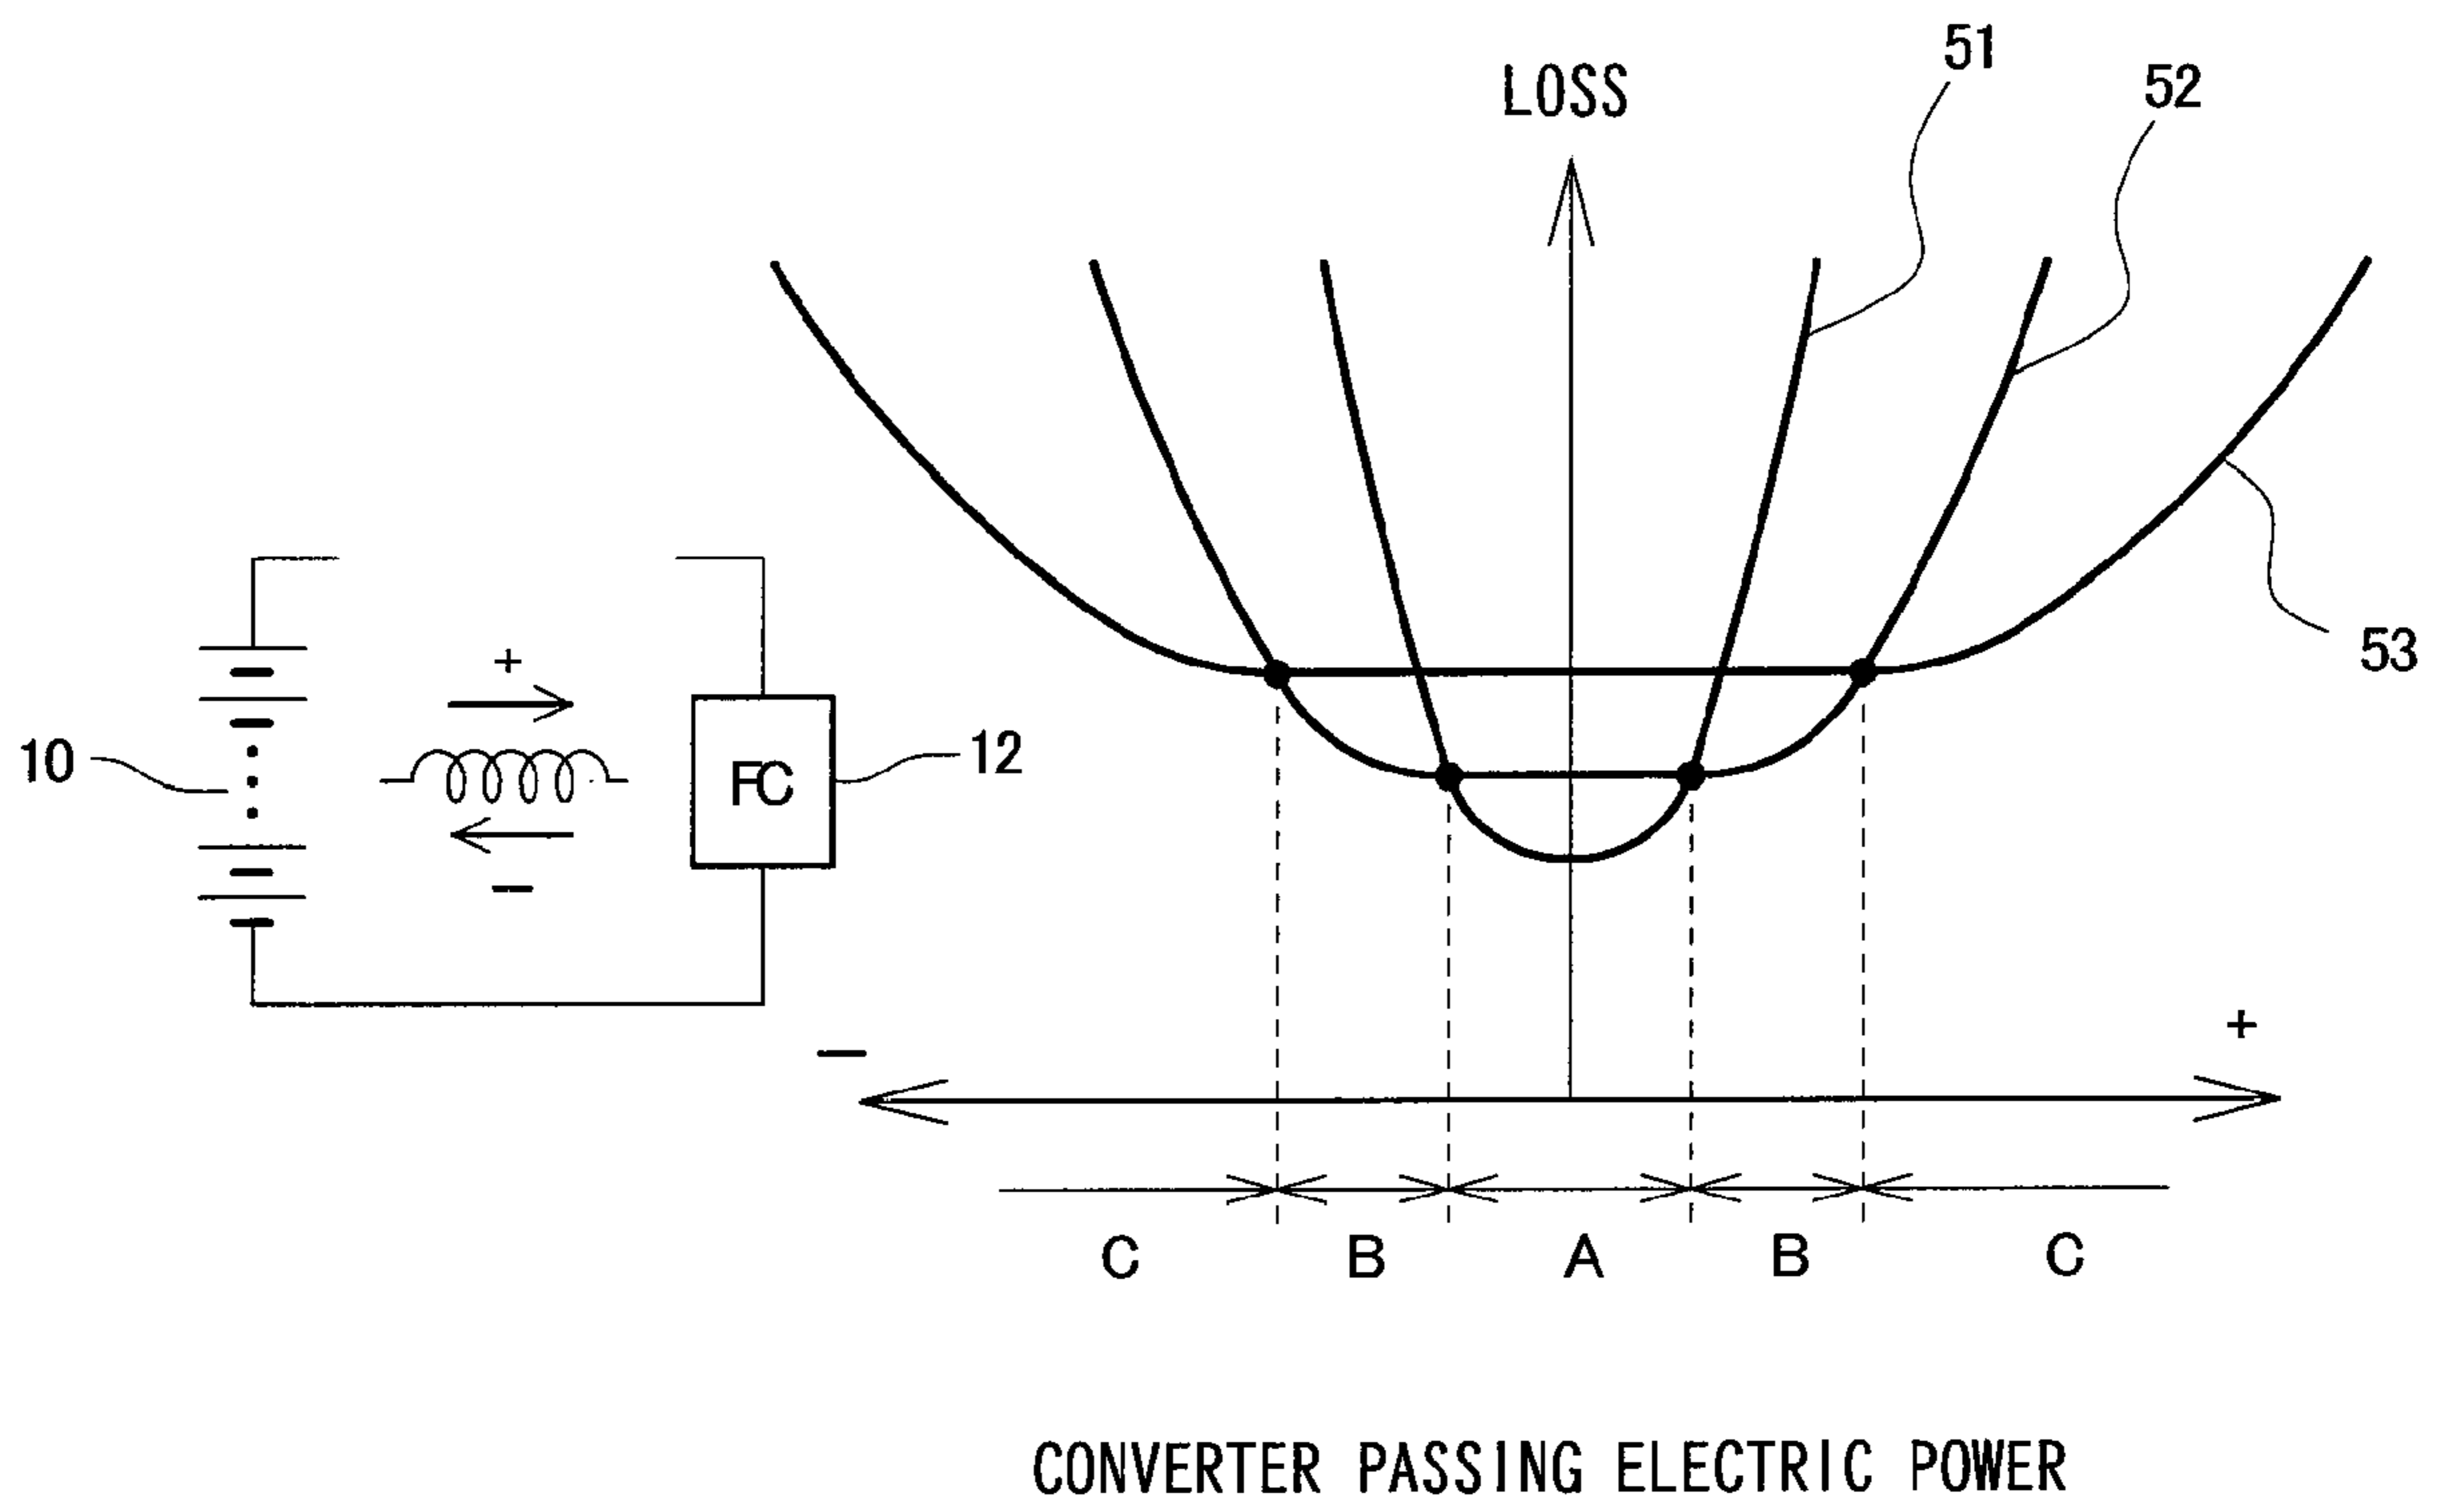 51
52
LOSS
53
+
10
FC
12
−
−
+
C B A B C
CONVERTER PASSING ELECTRIC POWER